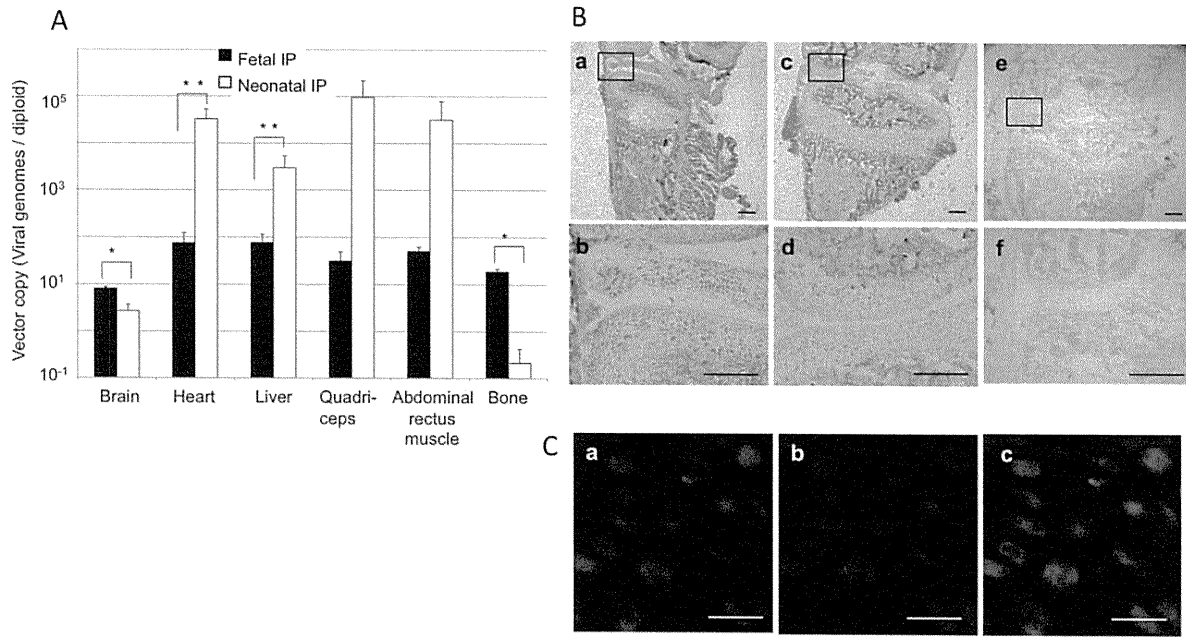 A
Vector copy (Viral genomes / diploid)
10^5
10^3
10^1
10^-1
Fetal IP
Neonatal IP
*
* *
* *
*
Brain
Heart
Liver
Quadri-
ceps
Abdominal
rectus
muscle
Bone
B
a
c
e
b
d
f
C
a
b
c